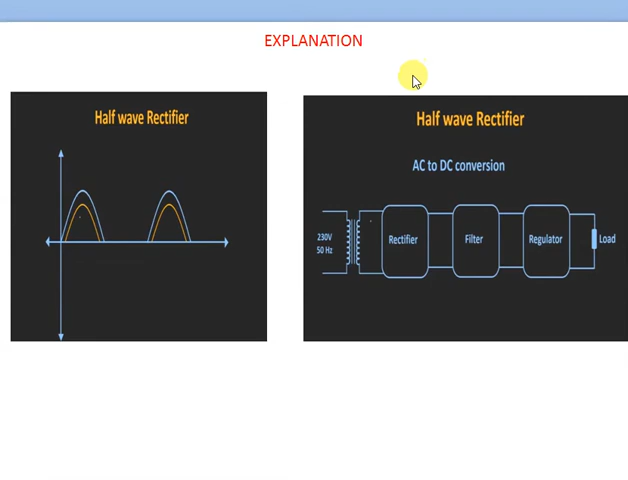 EXPLANATION
Half wave Rectifier
Half wave Rectifier
AC to DC conversion
230V
50 Hz
Rectifier
Filter
Regulator
Load